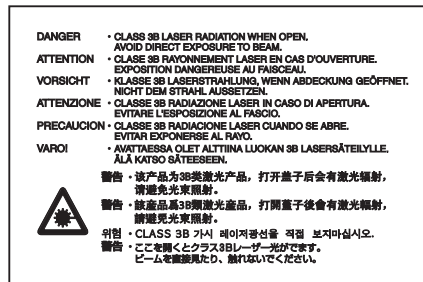 DANGER · CLASS 3B LASER RADIATION WHEN OPEN.
AVOID DIRECT EXPOSURE TO BEAM.
ATTENTION · CLASE 3B RAYONNEMENT LASER EN CAS D'OUVERTURE.
EXPOSITION DANGEREUSE AU FAISCEAU.
VORSICHT · KLASSE 3B LASERSTRAHLUNG, WENN ABDECKUNG GEÖFFNET.
NICHT DEM STRAHL AUSSETZEN.
ATTENZIONE · CLASSE 3B RADIAZIONE LASER IN CASO DI APERTURA.
EVITARE L'ESPOSIZIONE AL FASCIO.
PRECAUCION · CLASSE 3B RADIACIONE LASER CUANDO SE ABRE.
EVITAR EXPONERSE AL RAYO.
VARO! · AVATTAESSA OLET ALTTIINA LUOKAN 3B LASERSÄTEILYLLE.
ÄLÄ KATSO SÄTEESEEN.
警告 · 该产品为3B类激光产品，打开盖子后会有激光辐射，
请避免光束照射。
警告 · 該産品爲3B類激光産品，打開蓋子後會有激光輻射，
請避免光束照射。
위험 · CLASS 3B 가시 레이저광선을 직접 보지마십시오.
警告 · ここを開くとクラス3Bレーザー光がでます。
ビームを直接見たり、触れないでください。